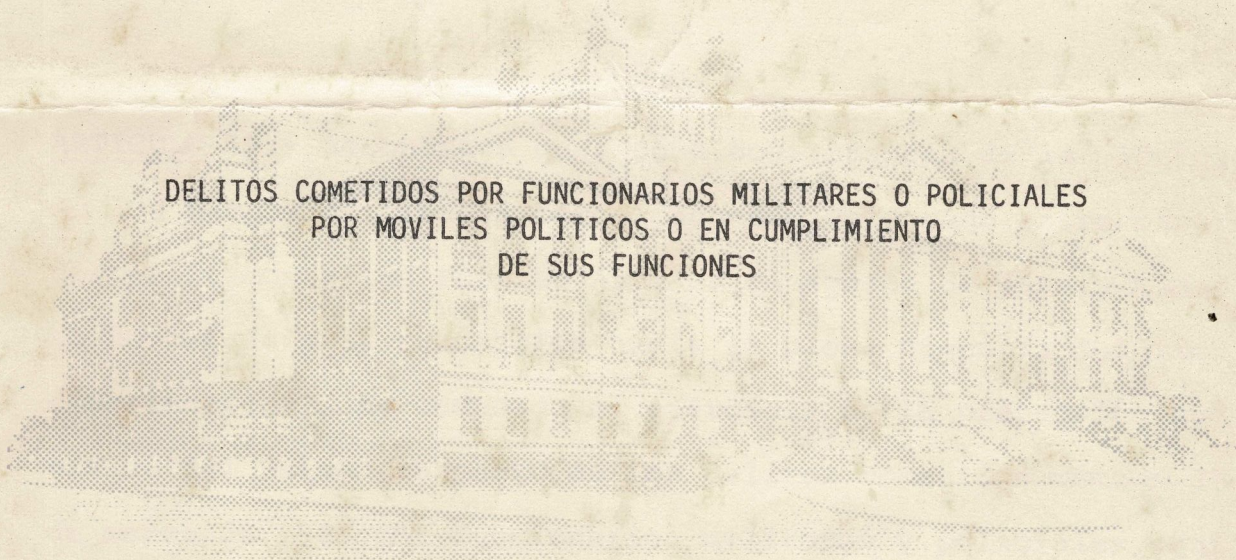 DELITOS COMETIDOS POR FUNCIONARIOS MILITARES O POLICIALES
POR MOVILES POLITICOS O EN CUMPLIMIENTO
DE SUS FUNCIONES